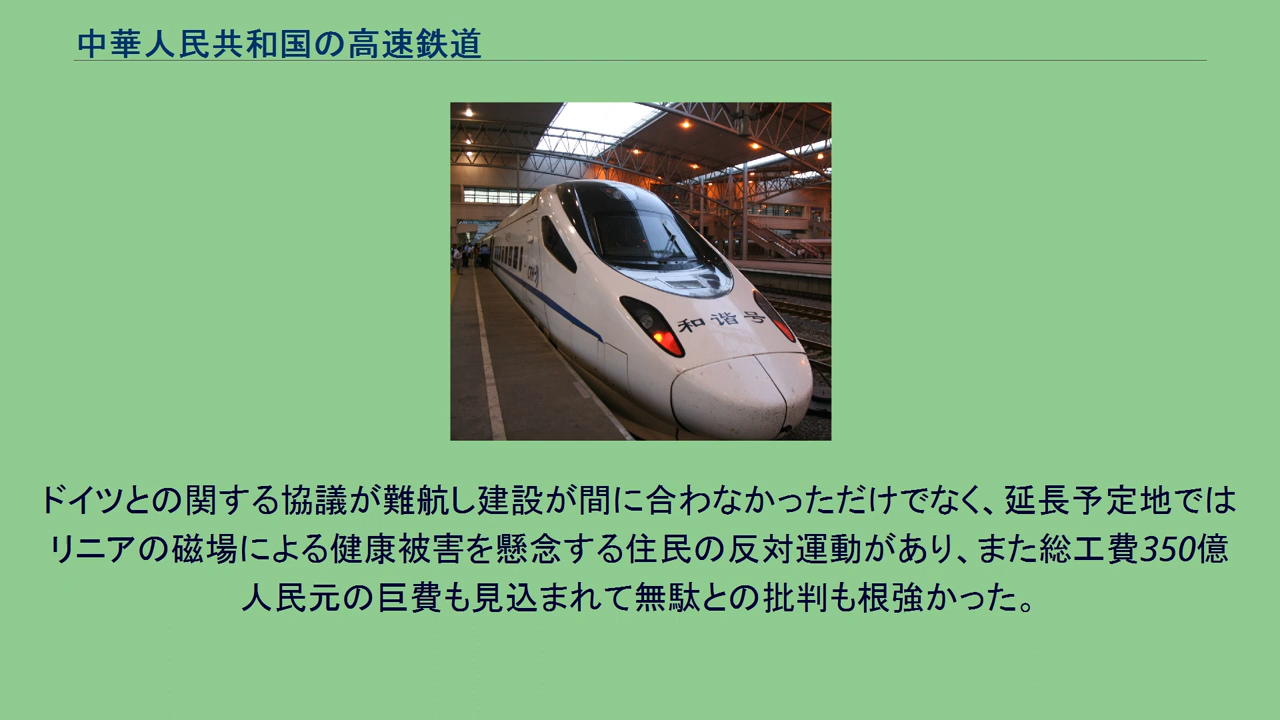 中華人民共和国の高速鉄道
和谐号
ドイツとの関する協議が難航し建設が間に合わなかっただけでなく、延長予定地では
リニアの磁場による健康被害を懸念する住民の反対運動があり、また総工費350億
人民元の巨費も見込まれて無駄との批判も根強かった。